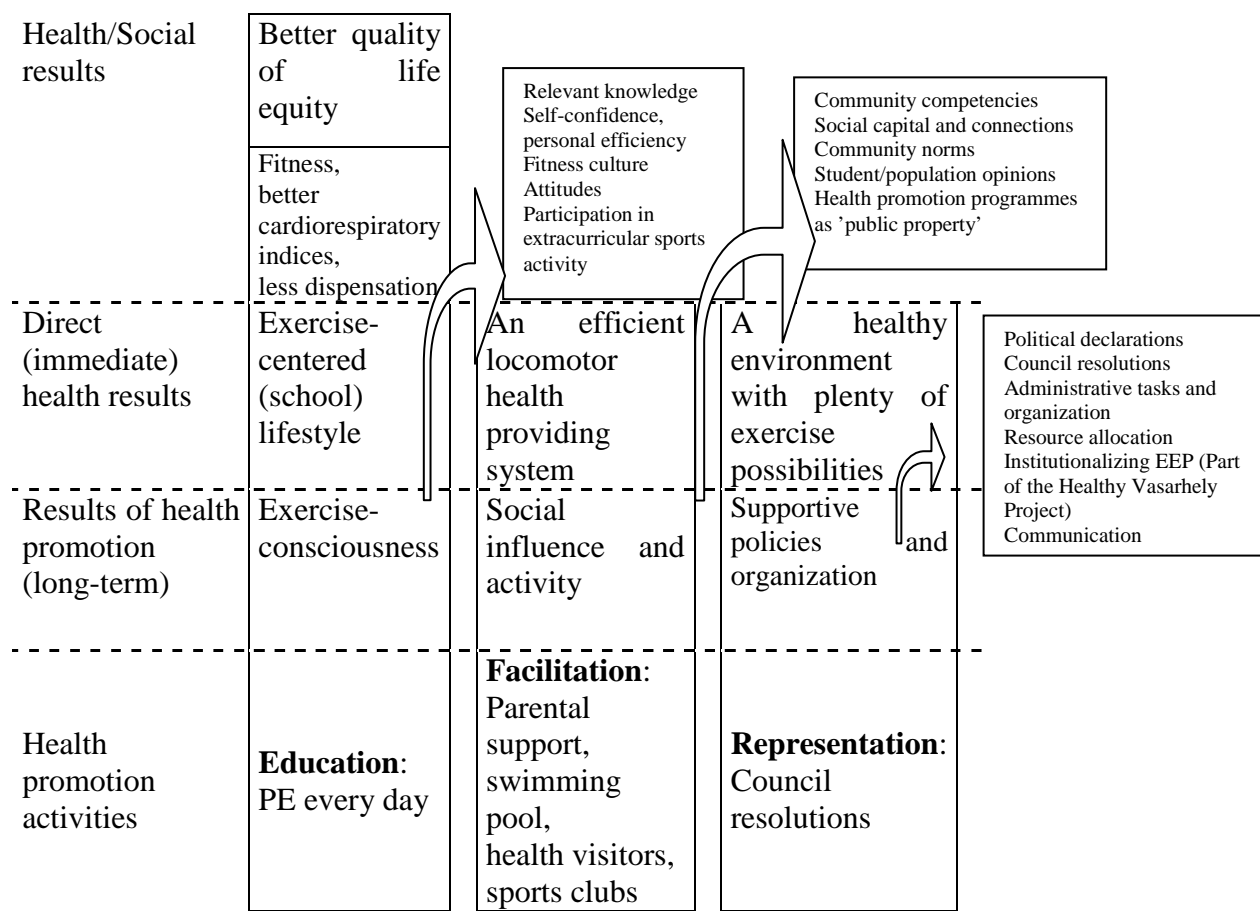 Health/Social
results
Better quality
of life
equity
Fitness,
better
cardiorespiratory
indices,
less dispensation
Relevant knowledge
Self-confidence,
personal efficiency
Fitness culture
Attitudes
Participation in
extracurricular sports
activity
Community competencies
Social capital and connections
Community norms
Student/population opinions
Health promotion programmes
as ’public property’
Direct
(immediate)
health results
Exercise-
centered
(school)
lifestyle
An efficient
locomotor
health
providing
system
A healthy
environment
with plenty of
exercise
possibilities
Political declarations
Council resolutions
Administrative tasks and
organization
Resource allocation
Institutionalizing EEP (Part
of the Healthy Vasarhely
Project)
Communication
Results of health
promotion
(long-term)
Exercise-
consciousness
Social
influence and
activity
Supportive
policies and
organization
Health
promotion
activities
Education:
PE every day
Facilitation:
Parental
support,
swimming
pool,
health visitors,
sports clubs
Representation:
Council
resolutions